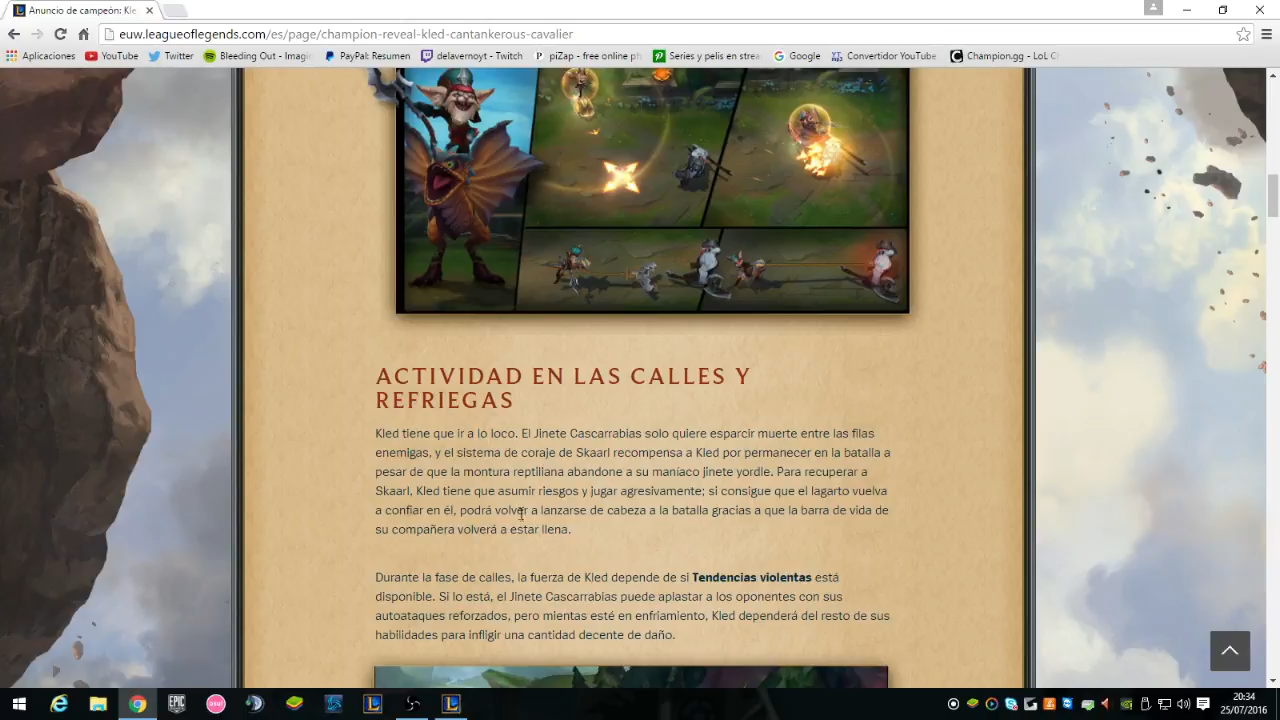 Anuncio de campeón: Kle
euw.leagueoflegends.com/es/page/champion-reveal-kled-cantankerous-cavalier
Aplicaciones YouTube Twitter Bleeding Out - Imagin PayPaK Resumen delavernoyt - Twitch piZap - free online ph Series y pelis en strea Google Convertidor YouTube Champion.gg - LoL C
ACTIVIDAD EN LAS CALLES Y
REFRIEGAS
Kled tiene que ir a lo loco. El Jinete Cascarrabias solo quiere esparcir muerte entre las filas
enemigas, y el sistema de coraje de Skaarl recompensa a Kled por permanecer en la batalla a
pesar de que la montura reptiliana abandone a su maníaco jinete yordle. Para recuperar a
Skaarl, Kled tiene que asumir riesgos y jugar agresivamente; si consigue que el lagarto vuelva
a confiar en él, podrá volver a lanzarse de cabeza a la batalla gracias a que la barra de vida de
su compañera volverá a estar llena.
Durante la fase de calles, la fuerza de Kled depende de si Tendencias violentas está
disponible. Si lo está, el Jinete Cascarrabias puede aplastar a los oponentes con sus
autoataques reforzados, pero mientas esté en enfriamiento, Kled dependerá del resto de sus
habilidades para infligir una cantidad decente de daño.
EPIC
osu!
20:34
25/07/2016